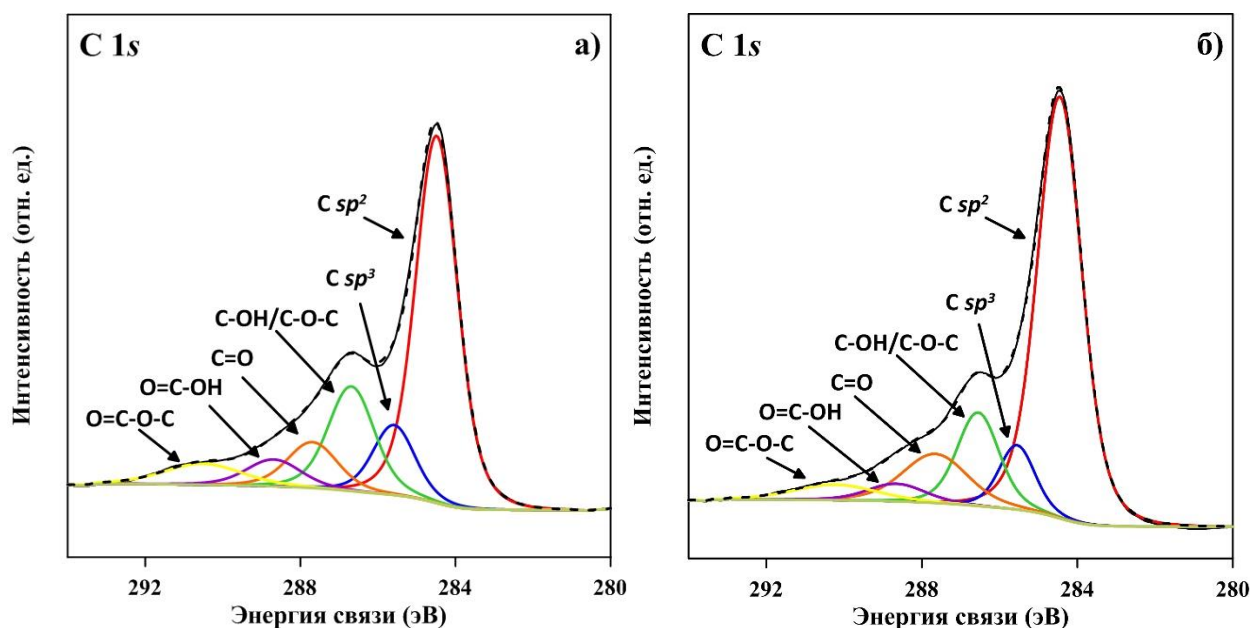 C 1s
а)
C sp²
C sp³
C-OH/C-O-C
C=O
O=C-OH
O=C-O-C
Интенсивность (отн. ед.)
292 288 284 280
Энергия связи (эВ)
C 1s
б)
C sp²
C sp³
C-OH/C-O-C
C=O
O=C-OH
O=C-O-C
Интенсивность (отн. ед.)
292 288 284 280
Энергия связи (эВ)